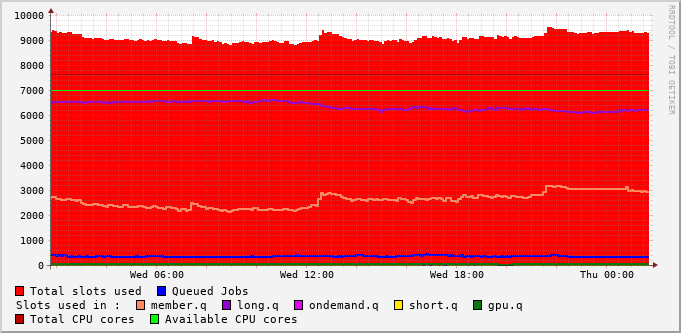 10000
9000
8000
7000
6000
5000
4000
3000
2000
1000
0
Wed 06:00 Wed 12:00 Wed 18:00 Thu 00:00
RRDTOOL / TOBI OETIKER
Total slots used Queued Jobs
Slots used in : member.q long.q ondemand.q short.q gpu.q
Total CPU cores Available CPU cores